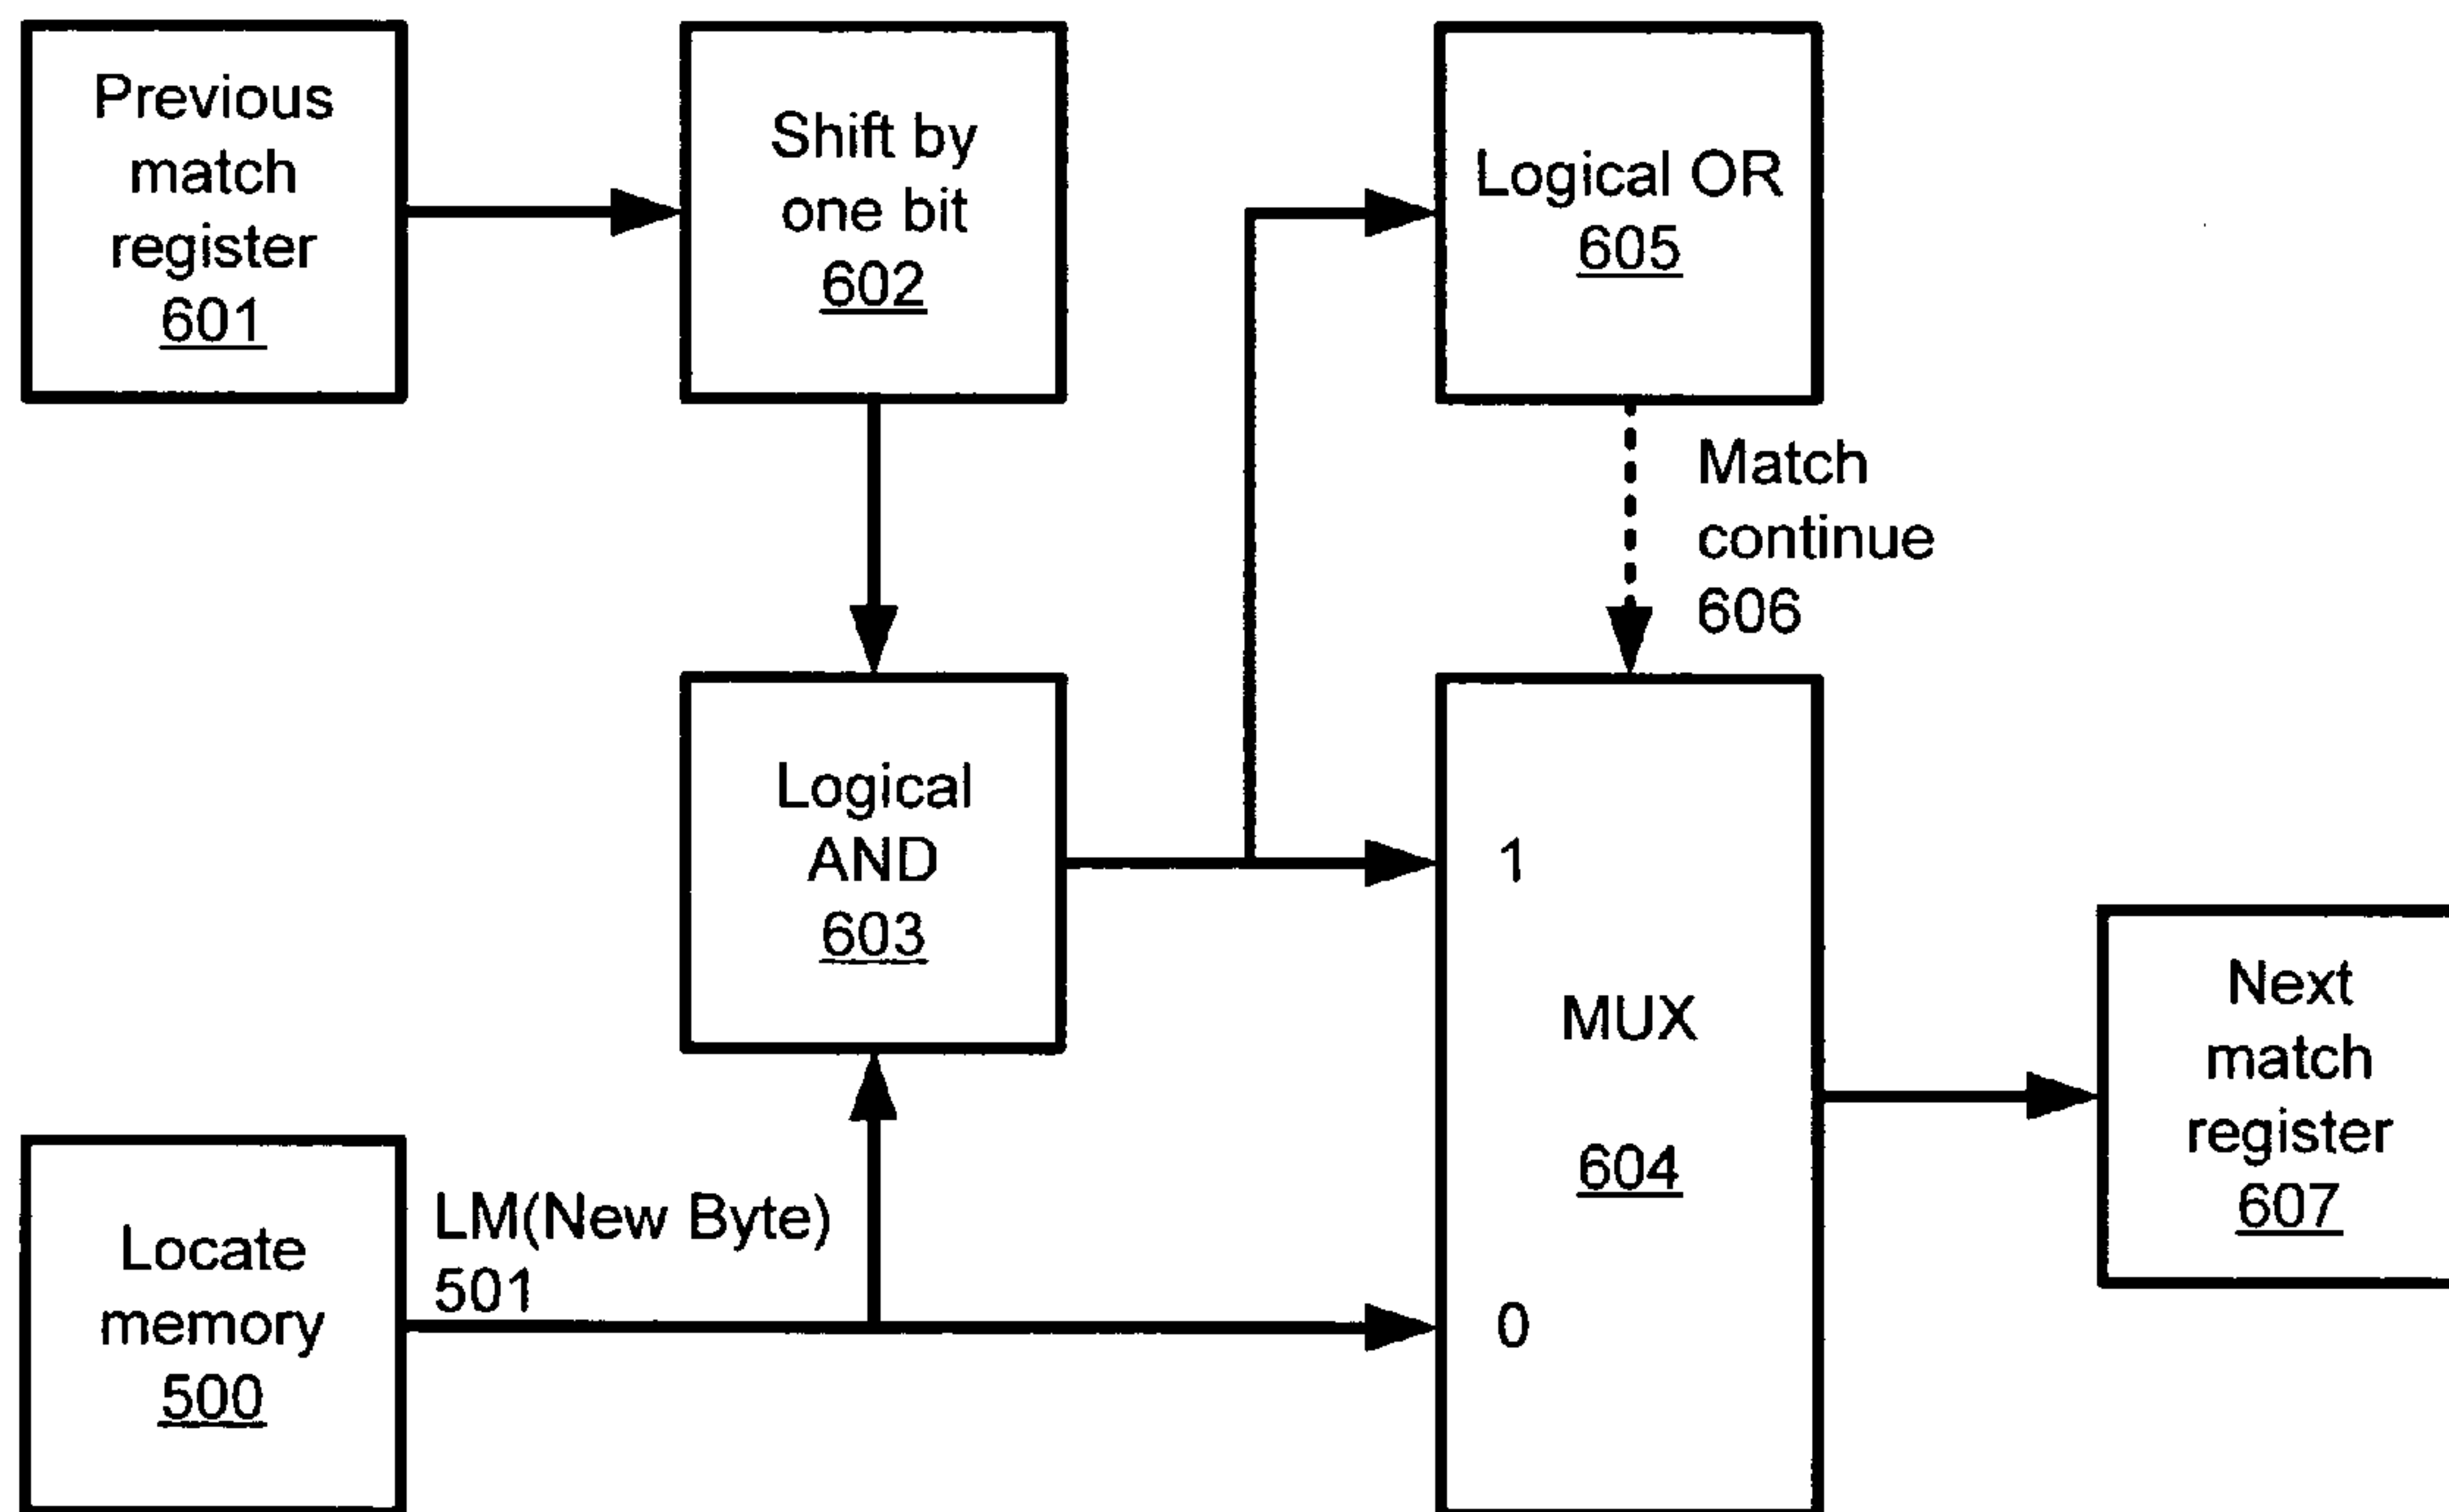 Previous
match
register
601
Shift by
one bit
602
Logical OR
605
Match
continue
606
Logical
AND
603
1
MUX
604
0
Next
match
register
607
Locate
memory
500
LM(New Byte)
501